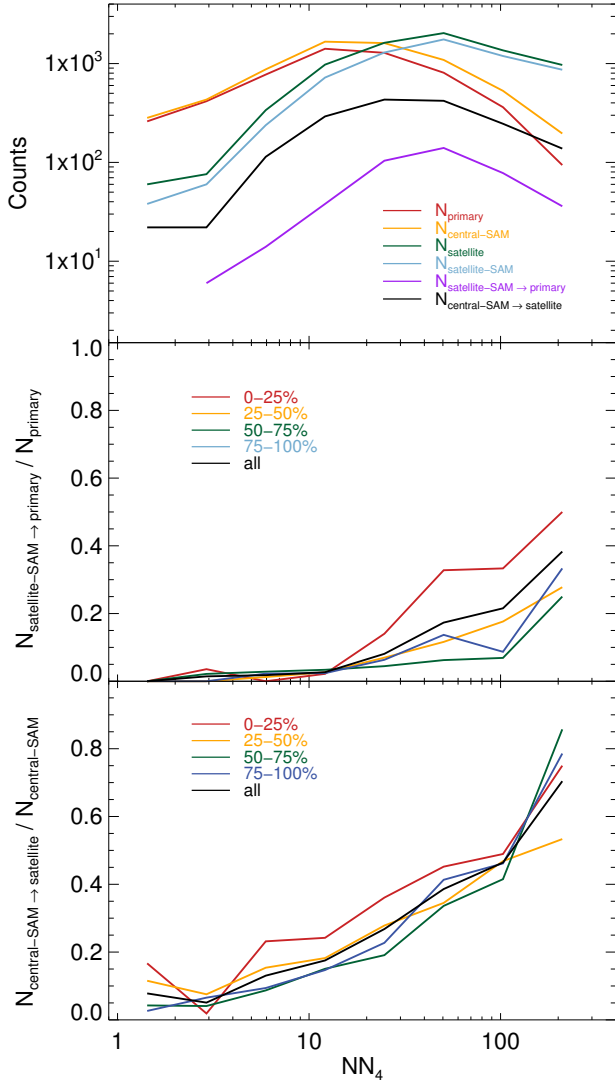 1x10³
1x10²
1x10¹
Counts
N_primary
N_central−SAM
N_satellite
N_satellite−SAM
N_satellite−SAM → primary
N_central−SAM → satellite
1.0
0.8
0.6
0.4
0.2
0.0
N_satellite−SAM → primary / N_primary
0−25%
25−50%
50−75%
75−100%
all
0.8
0.6
0.4
0.2
0.0
N_central−SAM → satellite / N_central−SAM
0−25%
25−50%
50−75%
75−100%
all
1 10 100
NN₄